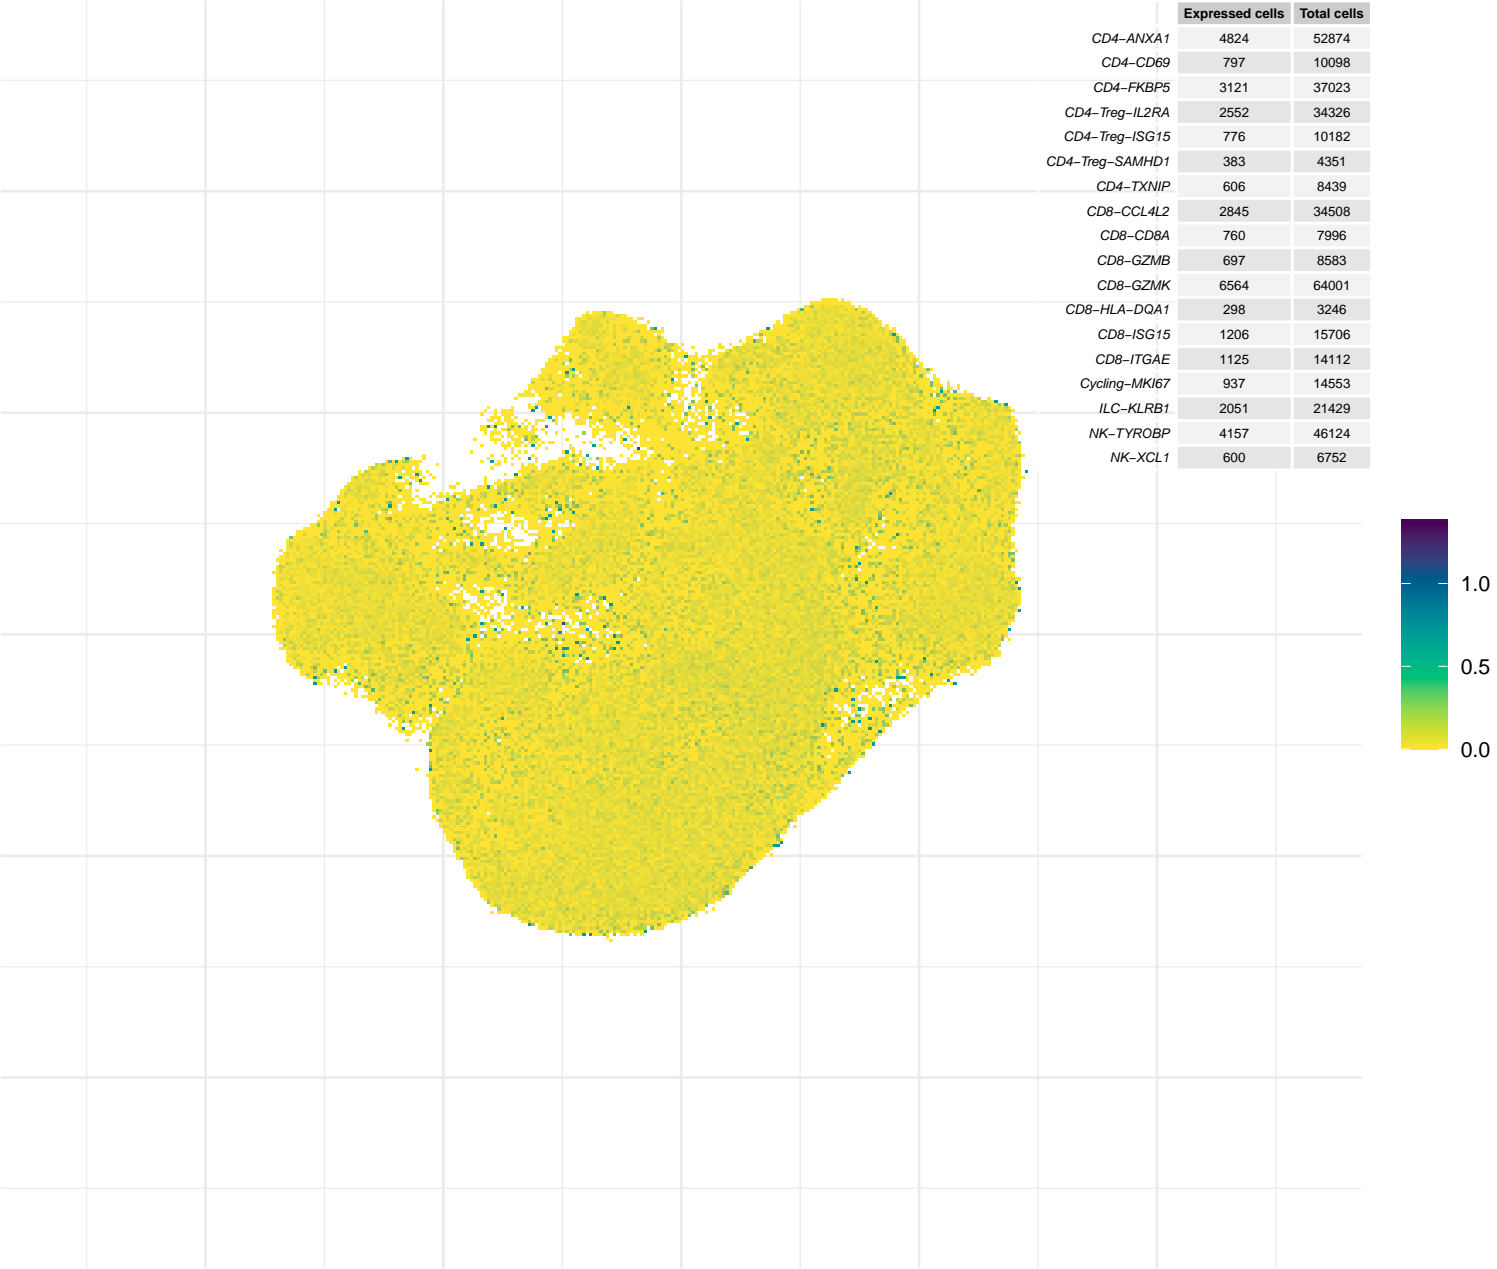 Expressed cells Total cells
CD4−ANXA1 4824 52874
CD4−CD69 797 10098
CD4−FKBP5 3121 37023
CD4−Treg−IL2RA 2552 34326
CD4−Treg−ISG15 776 10182
CD4−Treg−SAMHD1 383 4351
CD4−TXNIP 606 8439
CD8−CCL4L2 2845 34508
CD8−CD8A 760 7996
CD8−GZMB 697 8583
CD8−GZMK 6564 64001
CD8−HLA−DQA1 298 3246
CD8−ISG15 1206 15706
CD8−ITGAE 1125 14112
Cycling−MKI67 937 14553
ILC−KLRB1 2051 21429
NK−TYROBP 4157 46124
NK−XCL1 600 6752
1.0
0.5
0.0